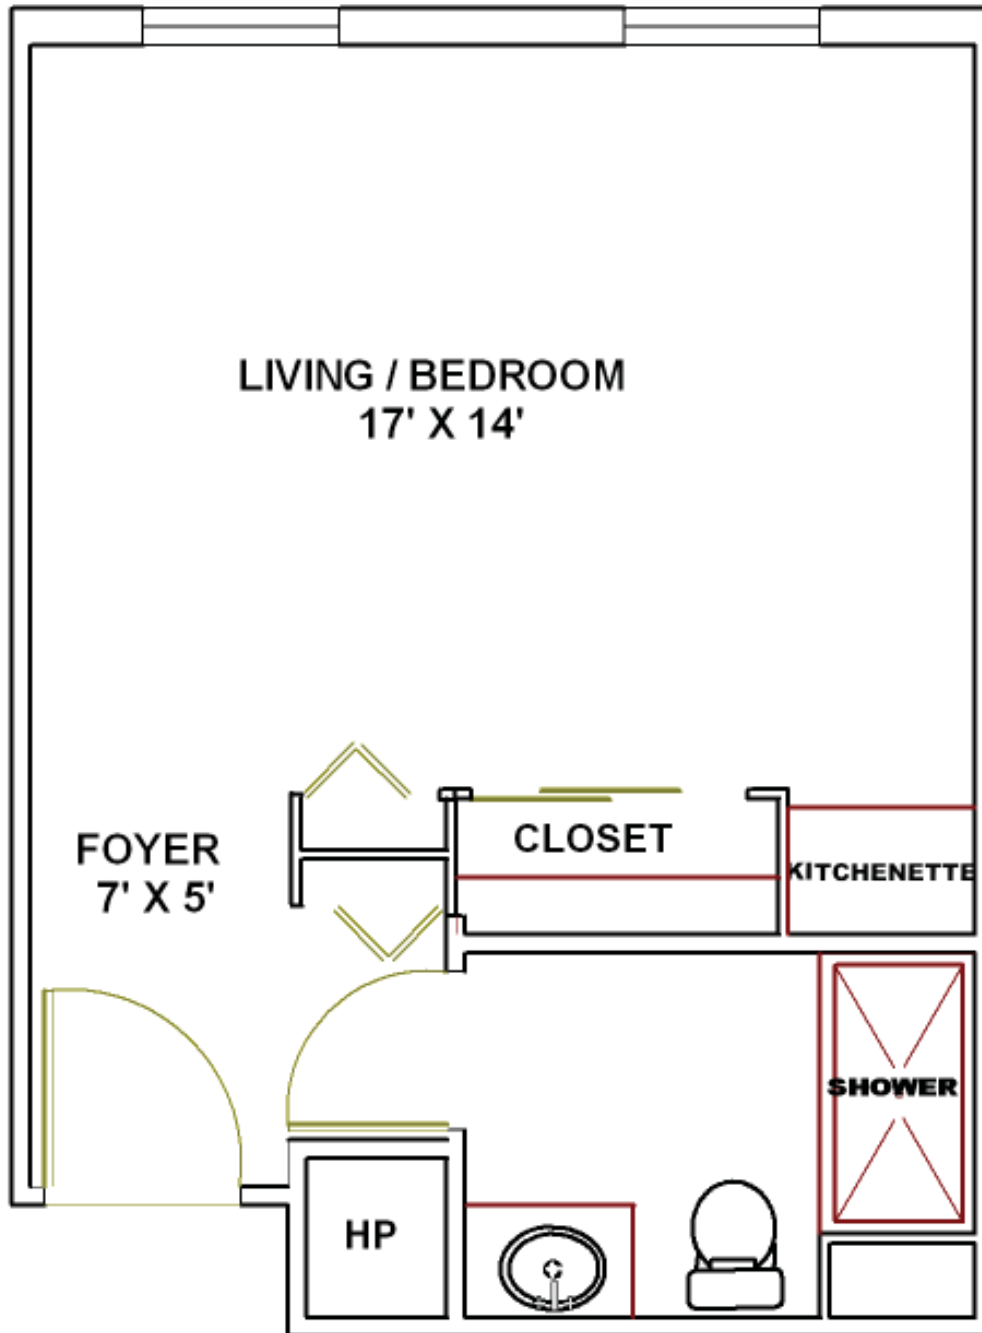 LIVING / BEDROOM
17' X 14'
FOYER
7' X 5'
CLOSET
KITCHENETTE
SHOWER
HP